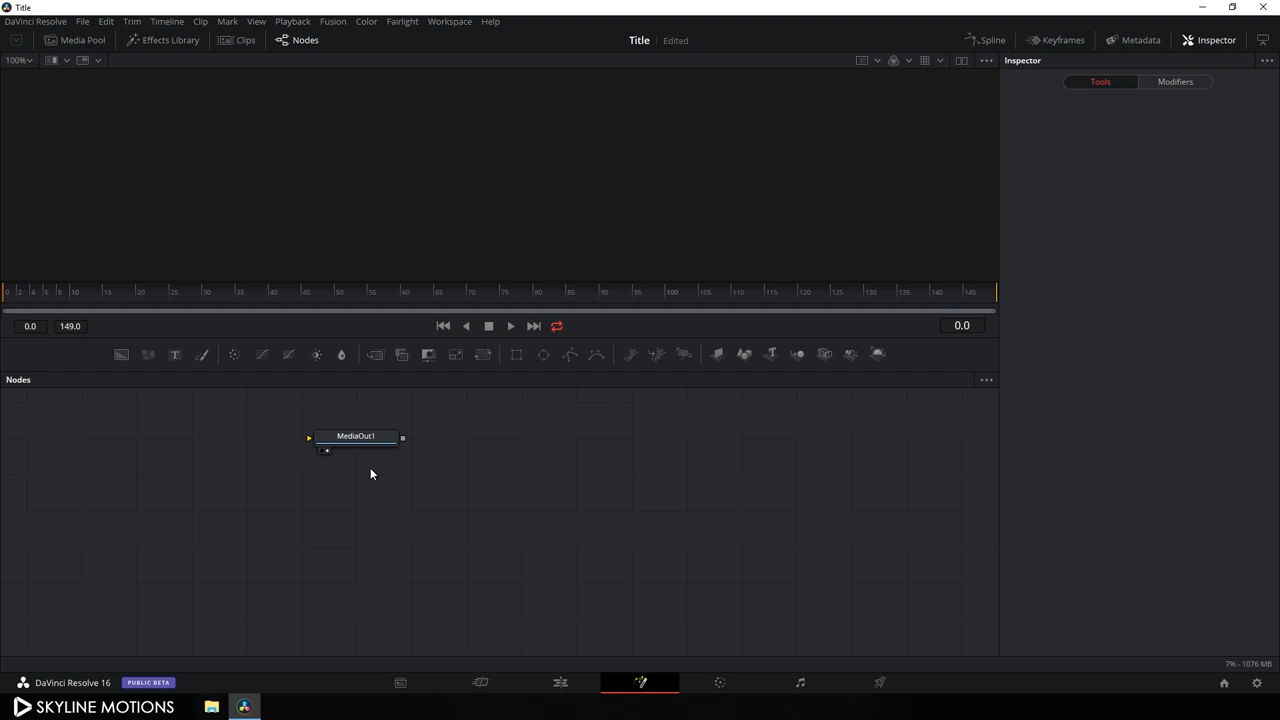 Title
DaVinci Resolve File Edit Trim Timeline Clip Mark View Playback Fusion Color Fairlight Workspace Help
Media Pool Effects Library Clips Nodes Title Edited Spline Keyframes Metadata Inspector
100%
Inspector
Tools Modifiers
0 2 4 6 8 10 15 20 25 30 35 40 45 50 55 60 65 70 75 80 85 90 95 100 105 110 115 120 125 130 135 140 145
0.0 149.0 0.0
Nodes
MediaOut1
7% - 1076 MB
DaVinci Resolve 16 PUBLIC BETA
SKYLINE MOTIONS